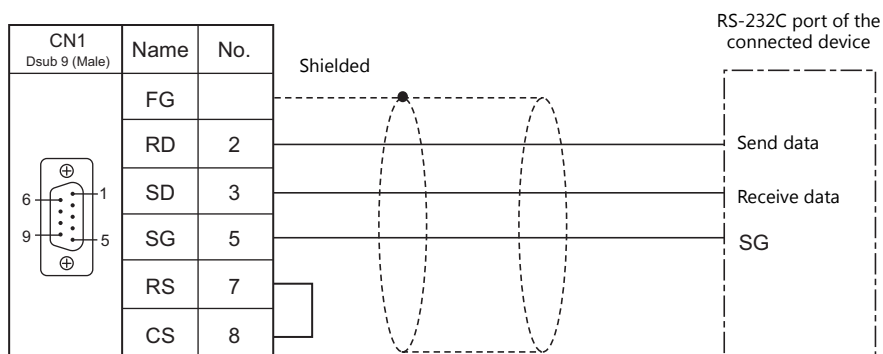 RS-232C port of the
connected device
CN1
Dsub 9 (Male)
Name
No.
Shielded
FG
RD
2
Send data
SD
3
Receive data
SG
5
SG
RS
7
CS
8
6
1
9
5